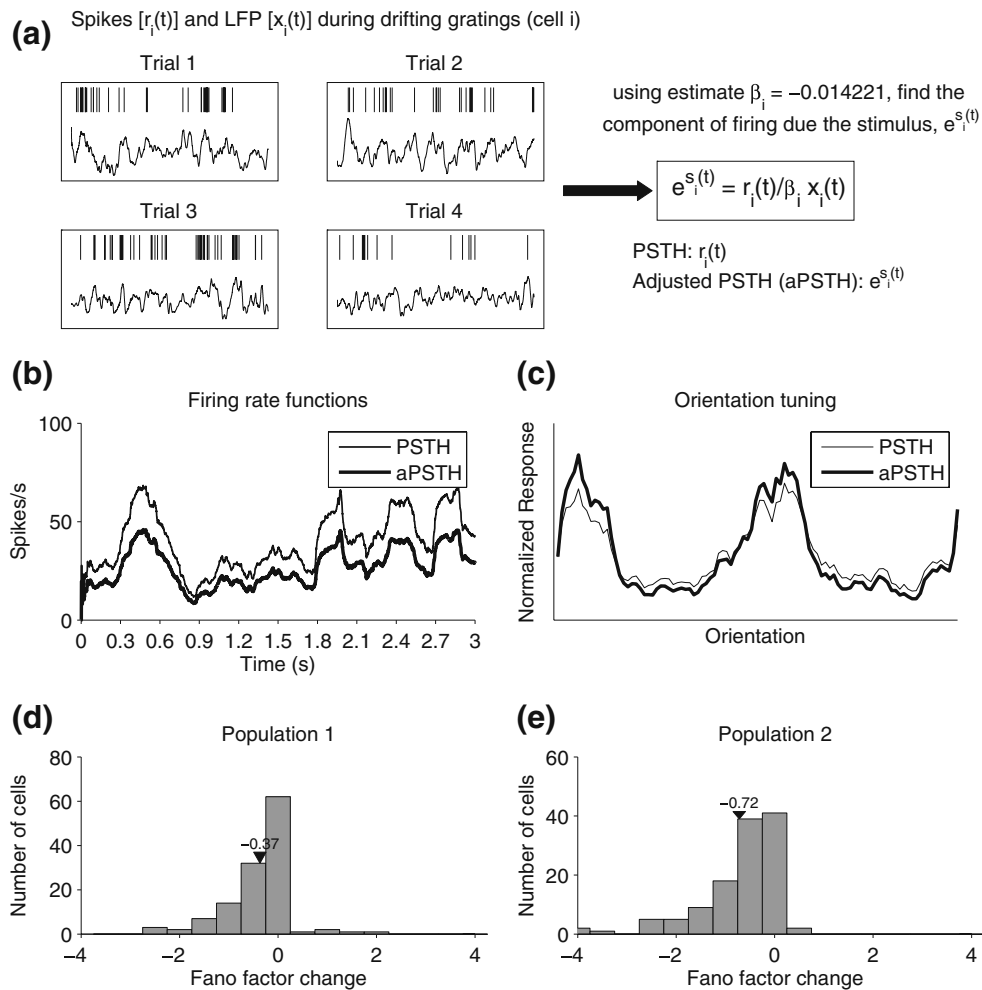 (a) Spikes [r_i(t)] and LFP [x_i(t)] during drifting gratings (cell i)
Trial 1
Trial 2
Trial 3
Trial 4
using estimate β_i = −0.014221, find the
component of firing due the stimulus, e^{s_i(t)}
e^{s_i(t)} = r_i(t)/β_i x_i(t)
PSTH: r_i(t)
Adjusted PSTH (aPSTH): e^{s_i(t)}
(b)
Firing rate functions
PSTH
aPSTH
Spikes/s
100
50
0
0 0.3 0.6 0.9 1.2 1.5 1.8 2.1 2.4 2.7 3
Time (s)
(c)
Orientation tuning
PSTH
aPSTH
Normalized Response
Orientation
(d)
Population 1
Number of cells
80
60
40
20
0
−0.37
−4 −2 0 2 4
Fano factor change
(e)
Population 2
Number of cells
60
40
20
0
−0.72
−4 −2 0 2 4
Fano factor change